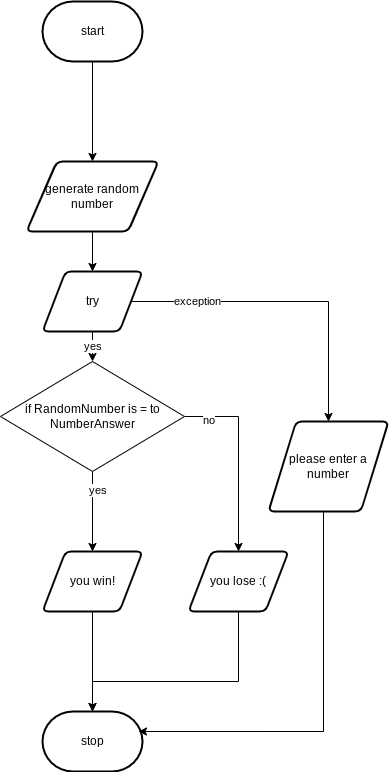 start
generate random
number
try
exception
yes
if RandomNumber is = to
NumberAnswer
no
please enter a
number
yes
you win!
you lose :(
stop